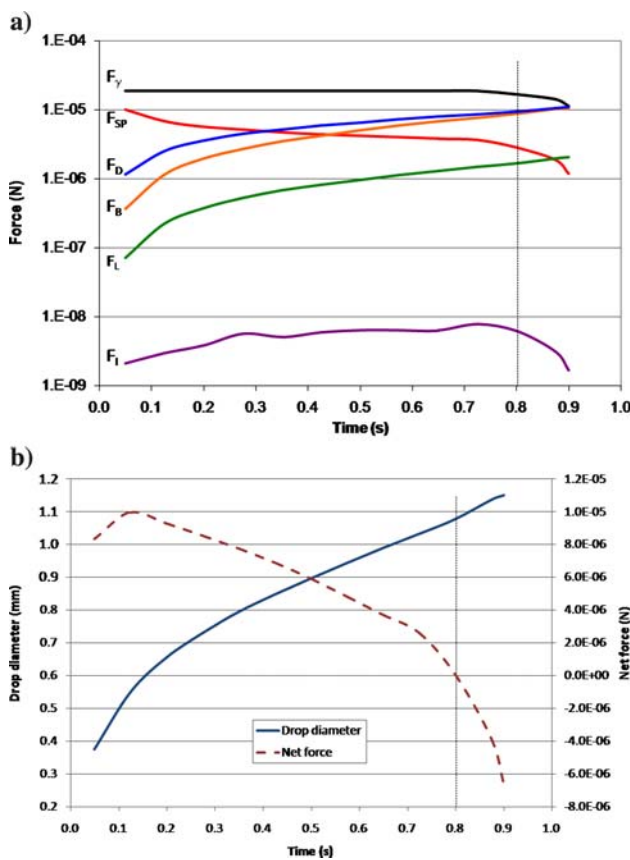 a)
1.E-04
1.E-05
1.E-06
1.E-07
1.E-08
1.E-09
Force (N)
Fγ
FSP
FD
FB
FL
FI
0.0 0.1 0.2 0.3 0.4 0.5 0.6 0.7 0.8 0.9 1.0
Time (s)
b)
1.2
1.1
1.0
0.9
0.8
0.7
0.6
0.5
0.4
0.3
0.2
Drop diameter (mm)
1.2E-05
1.0E-05
8.0E-06
6.0E-06
4.0E-06
2.0E-06
0.0E+00
-2.0E-06
-4.0E-06
-6.0E-06
-8.0E-06
Net force (N)
Drop diameter
Net force
0.0 0.1 0.2 0.3 0.4 0.5 0.6 0.7 0.8 0.9 1.0
Time (s)